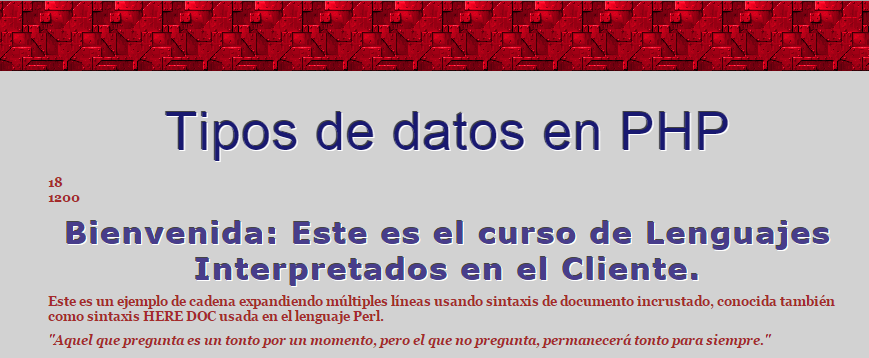 Tipos de datos en PHP
18
1200
Bienvenida: Este es el curso de Lenguajes
Interpretados en el Cliente.
Este es un ejemplo de cadena expandiendo múltiples líneas usando sintaxis de documento incrustado, conocida también
como sintaxis HERE DOC usada en el lenguaje Perl.
"Aquel que pregunta es un tonto por un momento, pero el que no pregunta, permanecerá tonto para siempre."